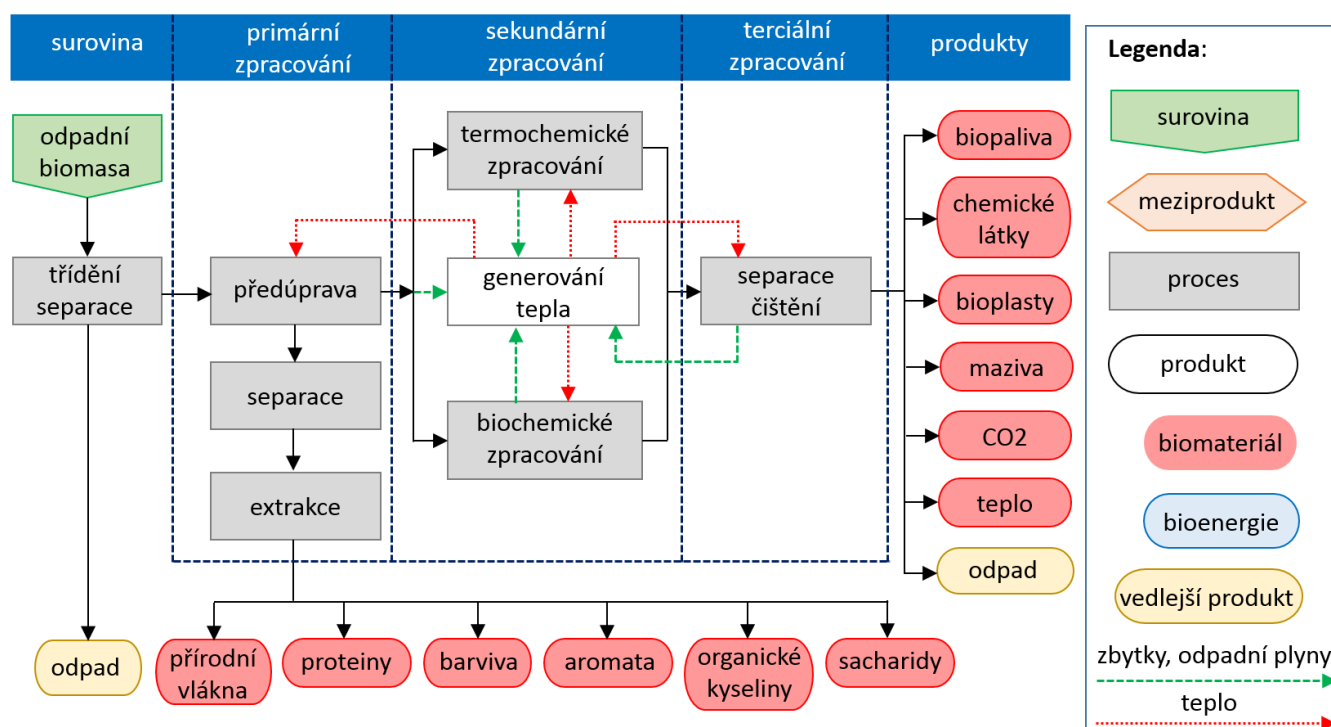 surovina
primární
zpracování
sekundární
zpracování
terciální
zpracování
produkty
odpadní
biomasa
třídění
separace
předúprava
separace
extrakce
termochemické
zpracování
generování
tepla
biochemické
zpracování
separace
čištění
biopaliva
chemické
látky
bioplasty
maziva
CO2
teplo
odpad
odpad
přírodní
vlákna
proteiny
barviva
aromata
organické
kyseliny
sacharidy
Legenda:
surovina
meziprodukt
proces
produkt
biomateriál
bioenergie
vedlejší produkt
zbytky, odpadní plyny
teplo